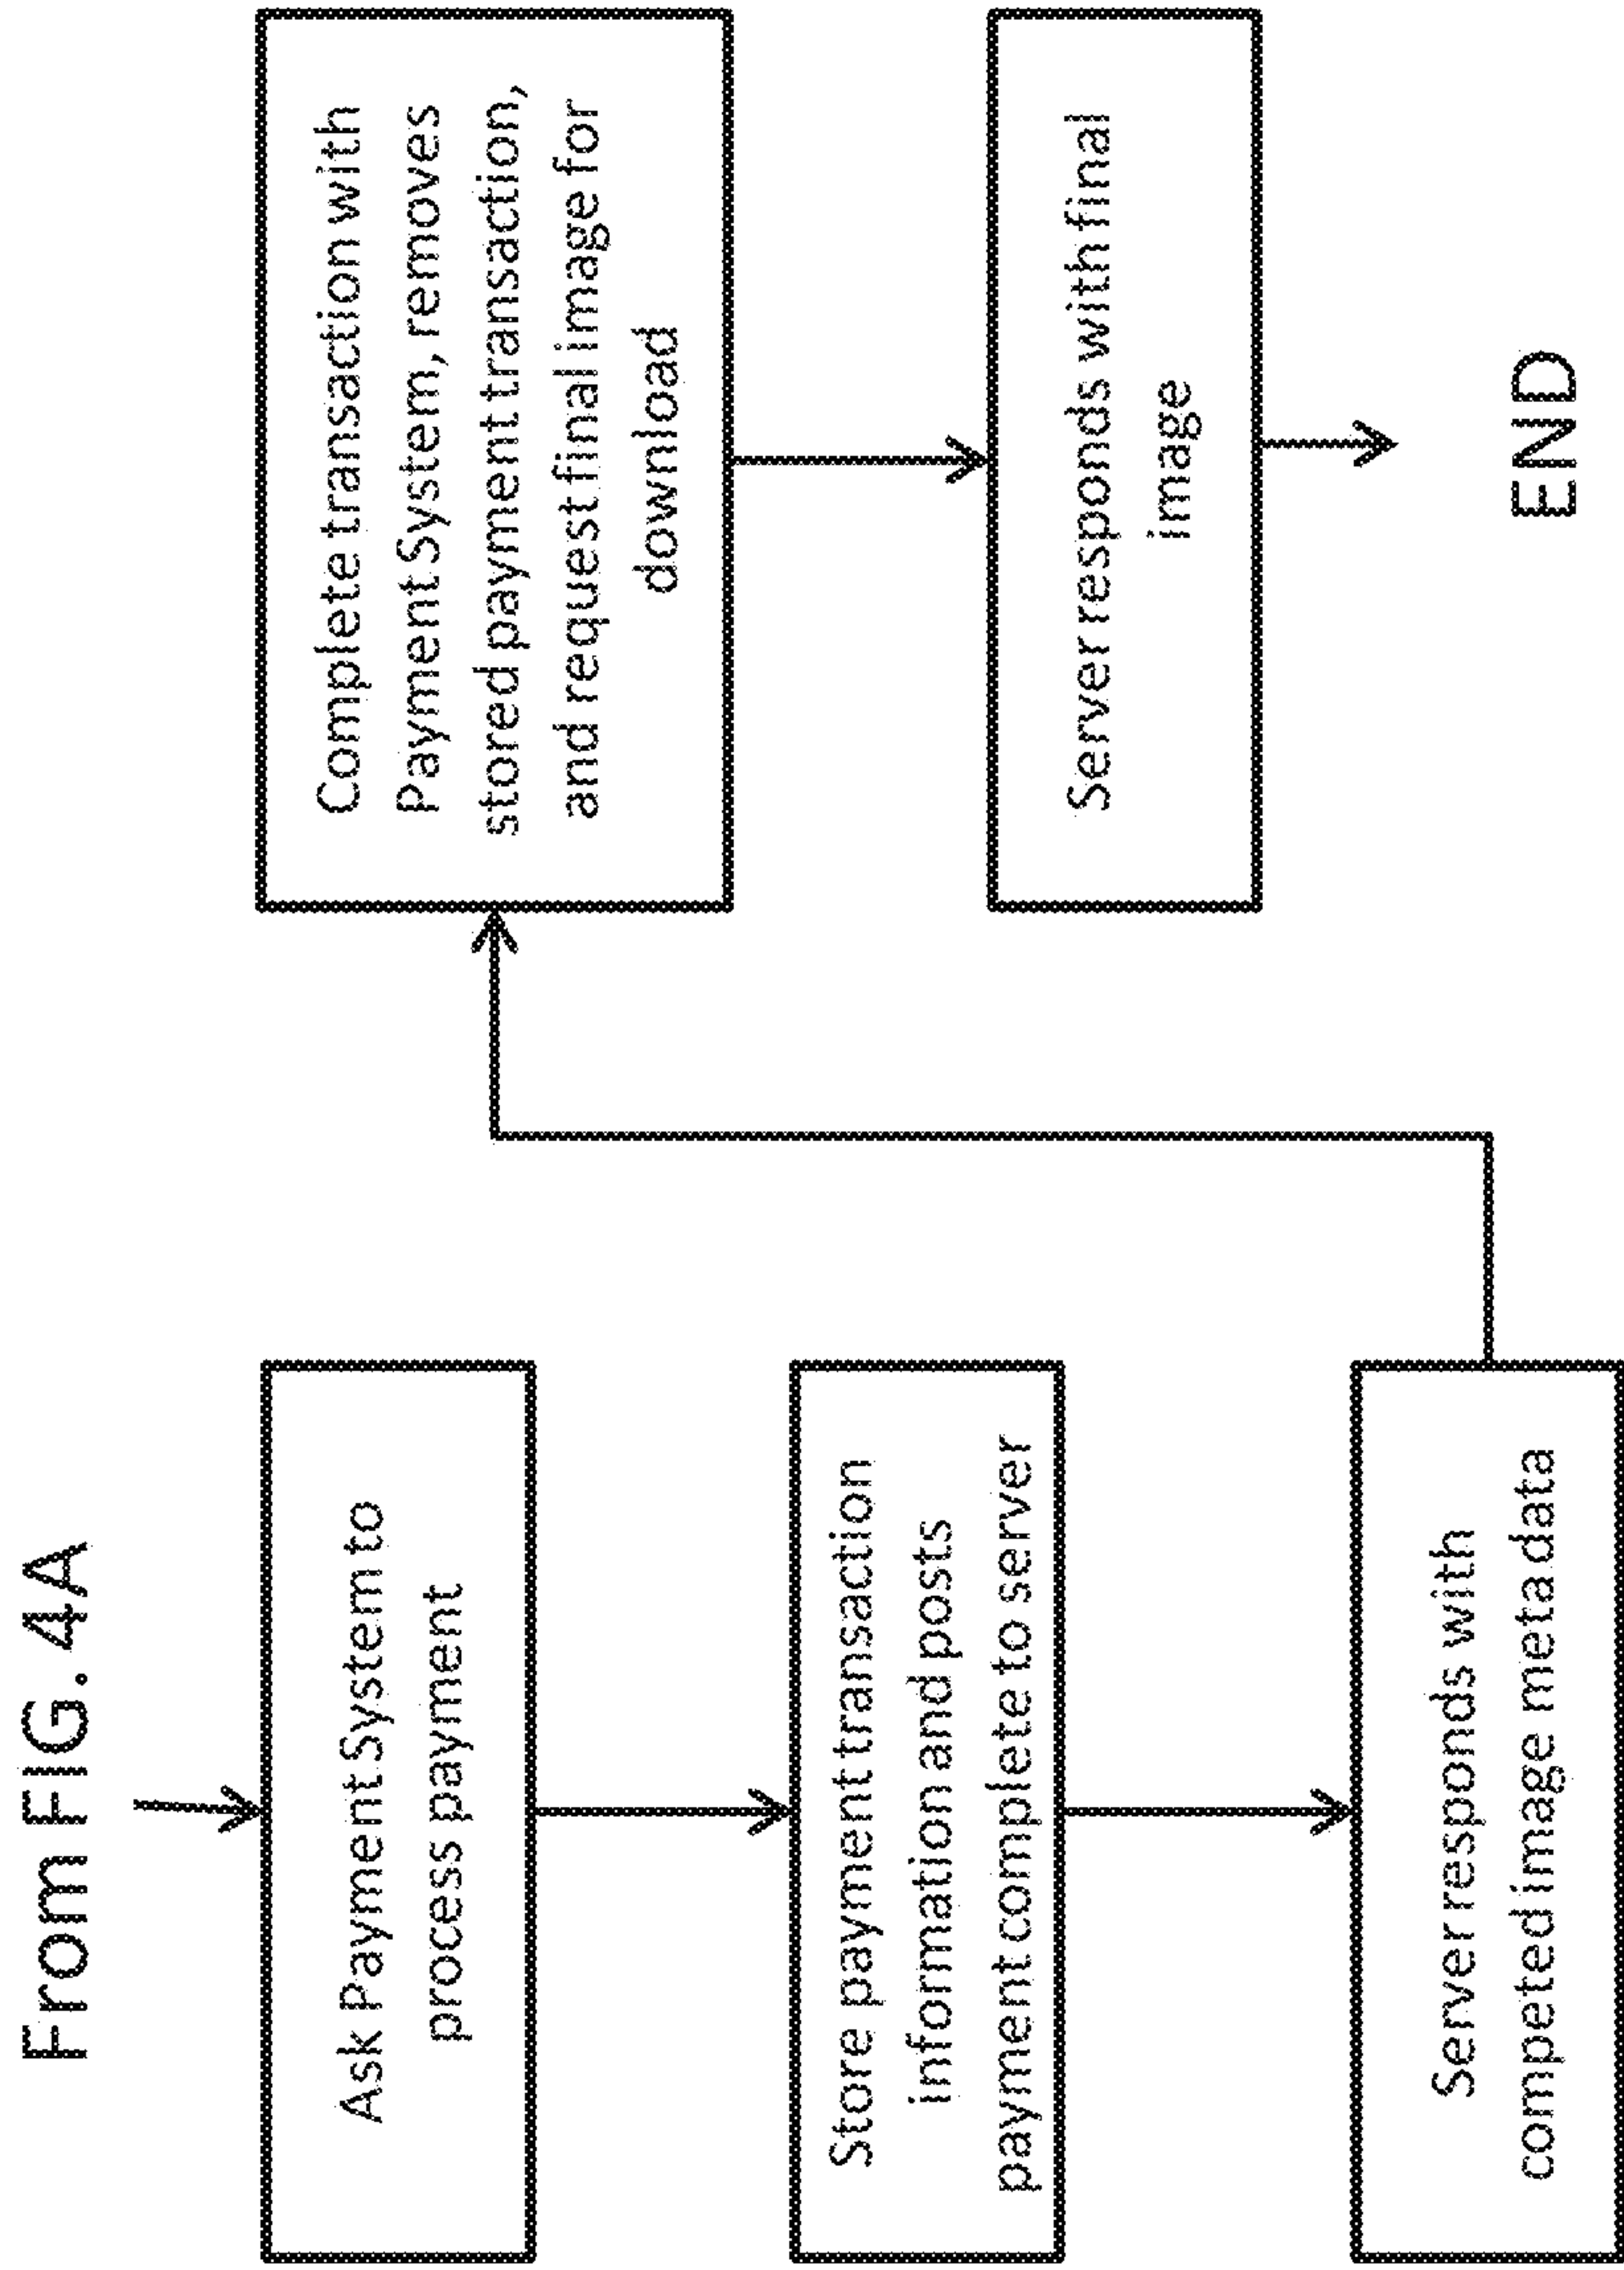 From FIG. 4A
Ask Payment System to
process payment
Store payment transaction
information and posts
payment complete to server
Server responds with
competed image meta data
Complete transaction with
Payment System, removes
stored payment transaction,
and request final image for
download
Server responds with final
image
END